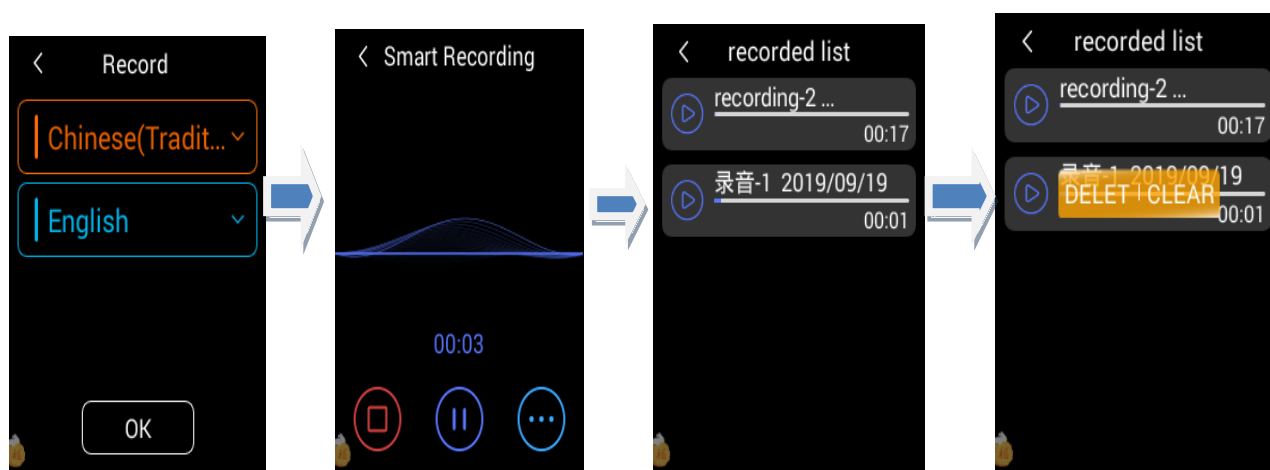 Record
Chinese(Tradit...
English
OK
Smart Recording
00:03
recorded list
recording-2 ...
00:17
录音-1 2019/09/19
00:01
recorded list
recording-2 ...
00:17
录音-1 2019/09/19
DELET CLEAR
00:01